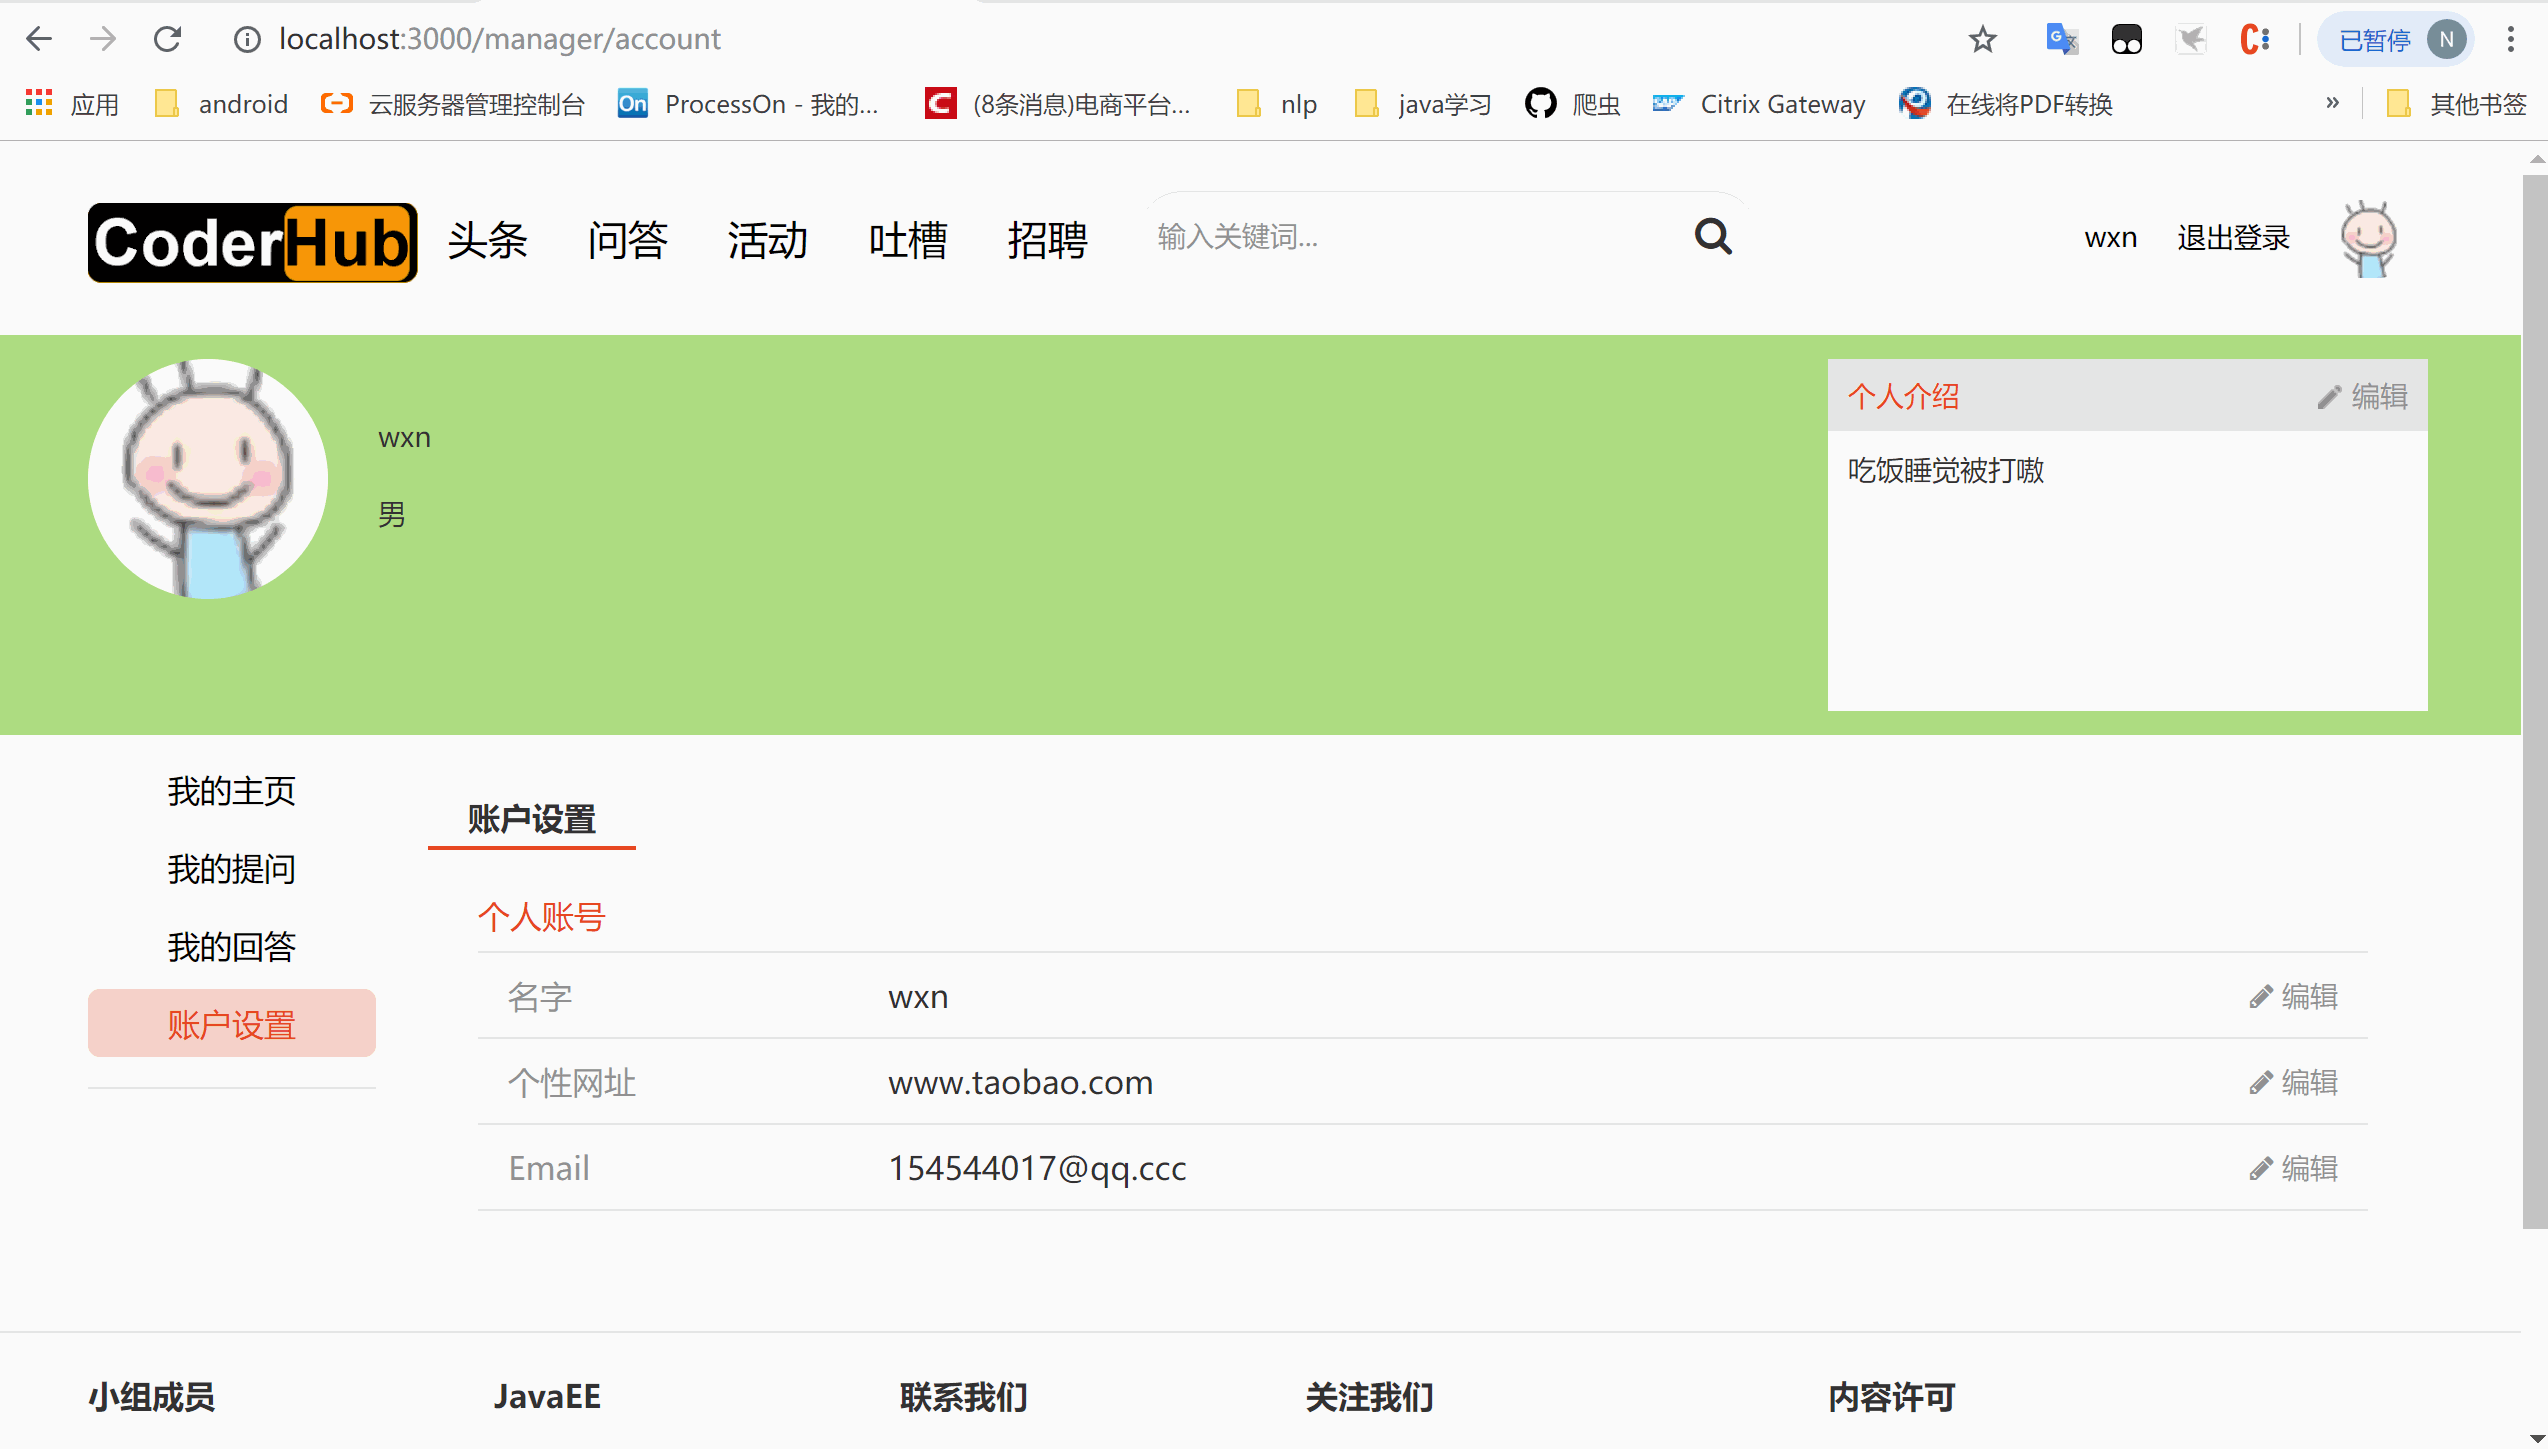 localhost:3000/manager/account
已暂停 N
应用 android 云服务器管理控制台 ProcessOn - 我的... (8条消息)电商平台... nlp java学习 爬虫 Citrix Gateway 在线将PDF转换 » 其他书签
CoderHub 头条 问答 活动 吐槽 招聘 输入关键词... wxn 退出登录
wxn
男
个人介绍 编辑
吃饭睡觉被打嗷
我的主页
我的提问
我的回答
账户设置
账户设置
个人账号
名字 wxn 编辑
个性网址 www.taobao.com 编辑
Email 154544017@qq.ccc 编辑
小组成员 JavaEE 联系我们 关注我们 内容许可